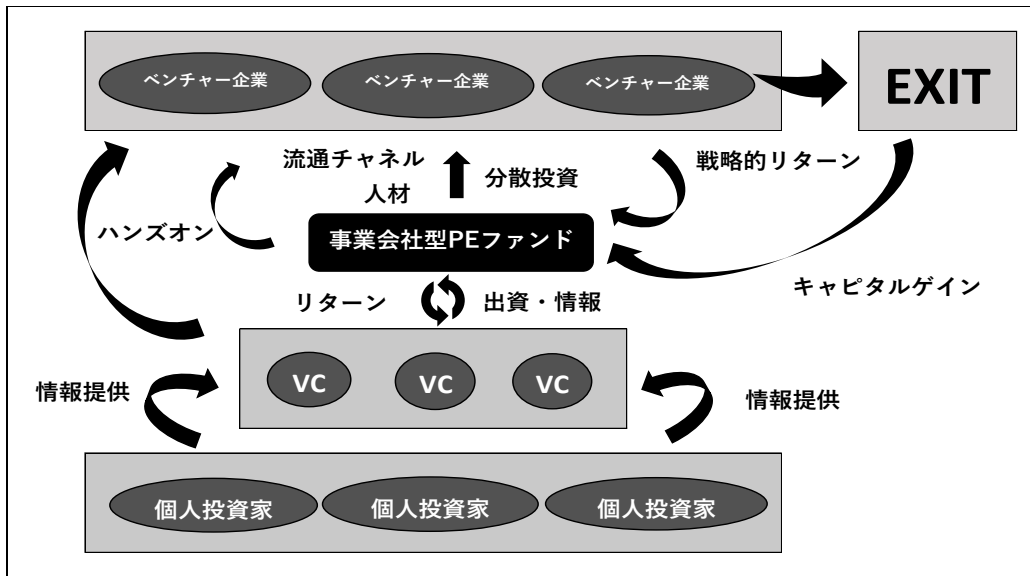 ベンチャー企業
ベンチャー企業
ベンチャー企業
EXIT
流通チャネル
人材
分散投資
戦略的リターン
ハンズオン
事業会社型PEファンド
キャピタルゲイン
リターン
出資・情報
VC
VC
VC
情報提供
情報提供
個人投資家
個人投資家
個人投資家